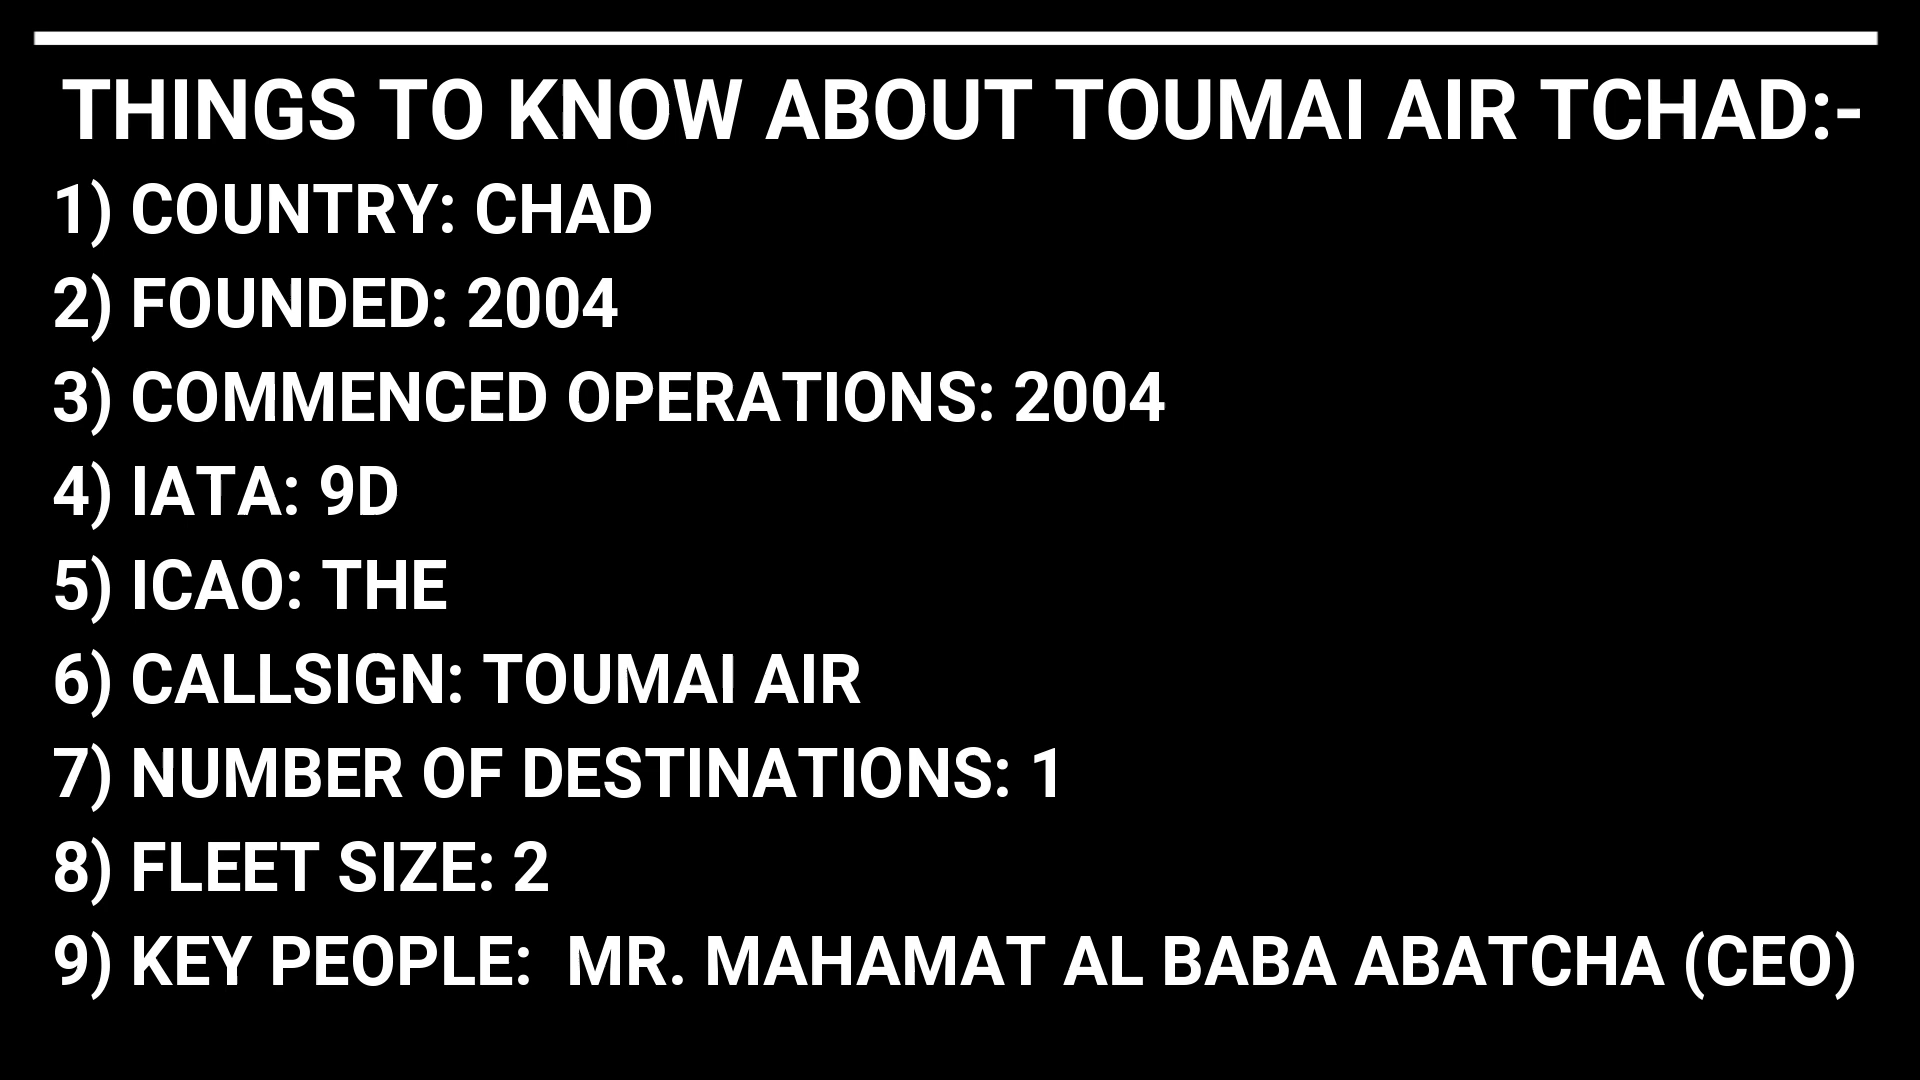 THINGS TO KNOW ABOUT TOUMAI AIR TCHAD:-
1) COUNTRY: CHAD
2) FOUNDED: 2004
3) COMMENCED OPERATIONS: 2004
4) IATA: 9D
5) ICAO: THE
6) CALLSIGN: TOUMAI AIR
7) NUMBER OF DESTINATIONS: 1
8) FLEET SIZE: 2
9) KEY PEOPLE:  MR. MAHAMAT AL BABA ABATCHA (CEO)